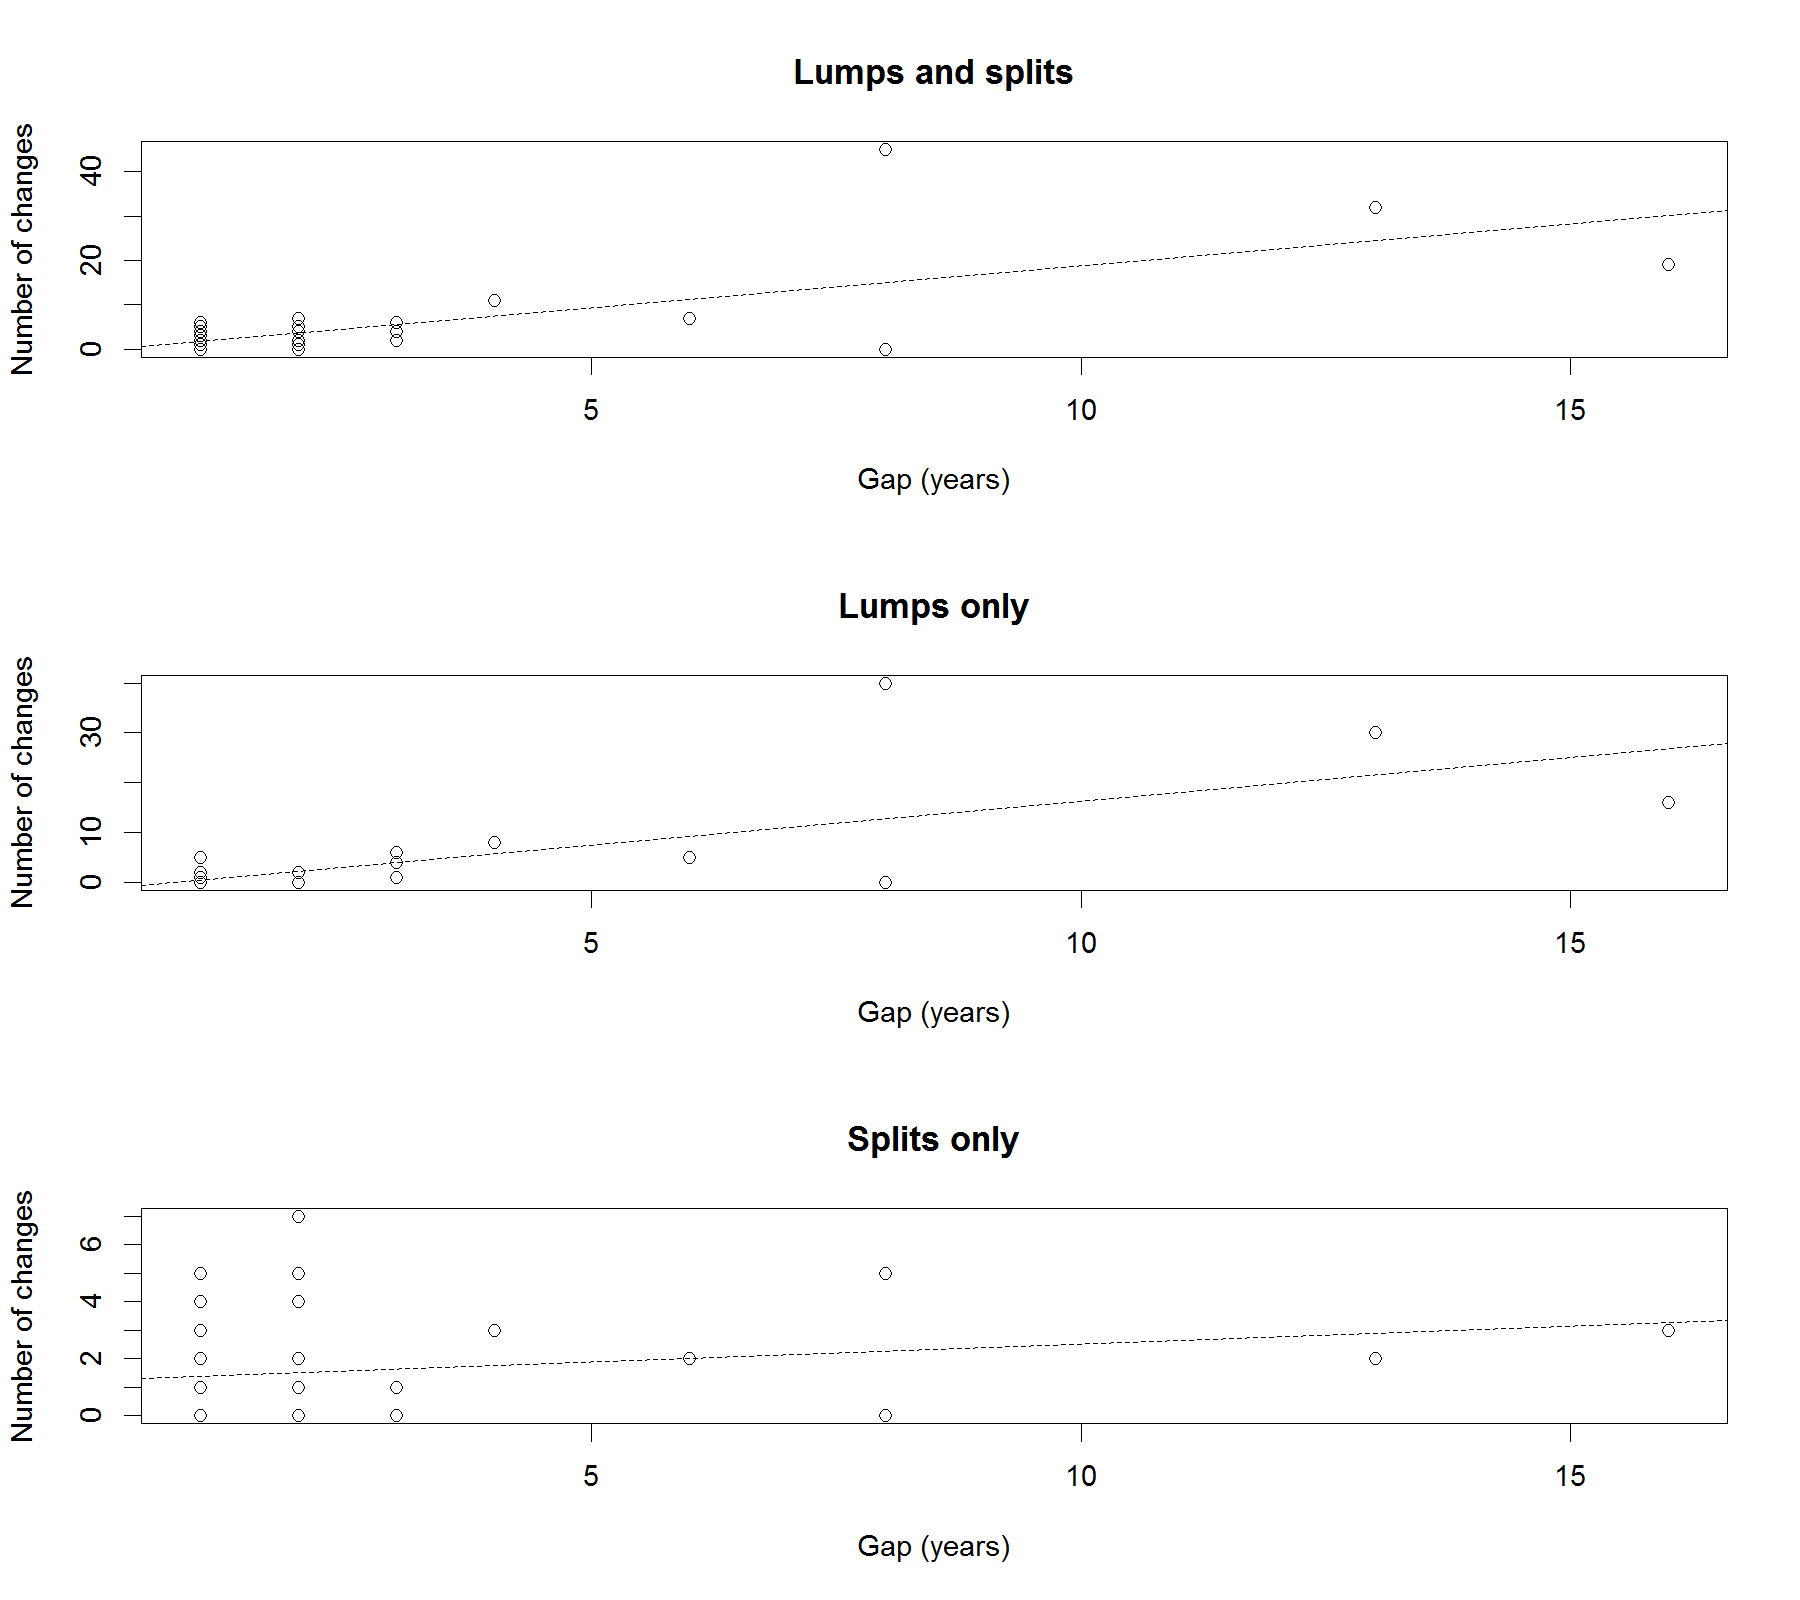 Lumps and splits
Number of changes
40
20
0
5 10 15
Gap (years)
Lumps only
Number of changes
30
10
0
5 10 15
Gap (years)
Splits only
Number of changes
6
4
2
0
5 10 15
Gap (years)